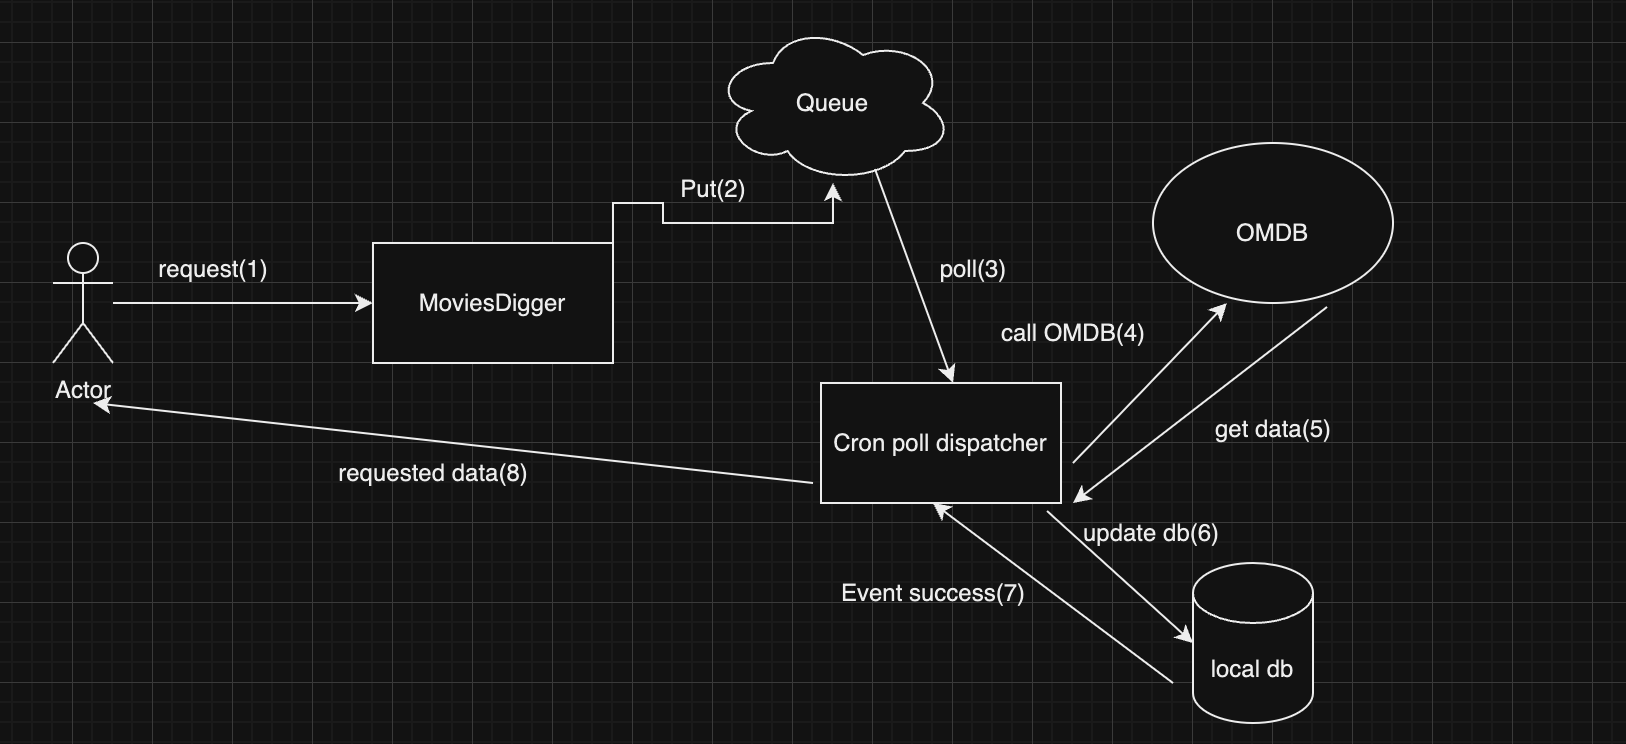 Queue
Put(2)
request(1)
OMDB
poll(3)
MoviesDigger
call OMDB(4)
Actor
get data(5)
Cron poll dispatcher
requested data(8)
update db(6)
Event success(7)
local db